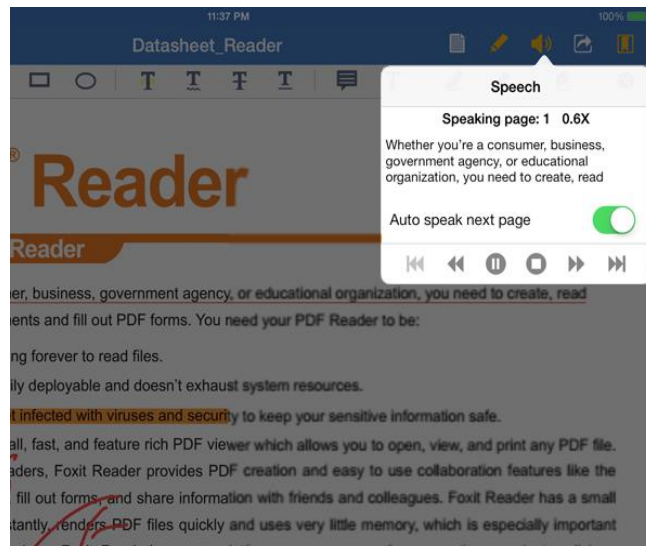 11:37 PM
100%
Datasheet_Reader
T T T T
Speech
Speaking page: 1 0.6X
Whether you’re a consumer, business,
government agency, or educational
organization, you need to create, read
Auto speak next page
® Reader
Reader
er, business, government agency, or educational organization, you need to create, read
ents and fill out PDF forms. You need your PDF Reader to be:
ng forever to read files.
ily deployable and doesn’t exhaust system resources.
t infected with viruses and security to keep your sensitive information safe.
all, fast, and feature rich PDF viewer which allows you to open, view, and print any PDF file.
aders, Foxit Reader provides PDF creation and easy to use collaboration features like the
fill out forms, and share information with friends and colleagues. Foxit Reader has a small
stantly, renders PDF files quickly and uses very little memory, which is especially important